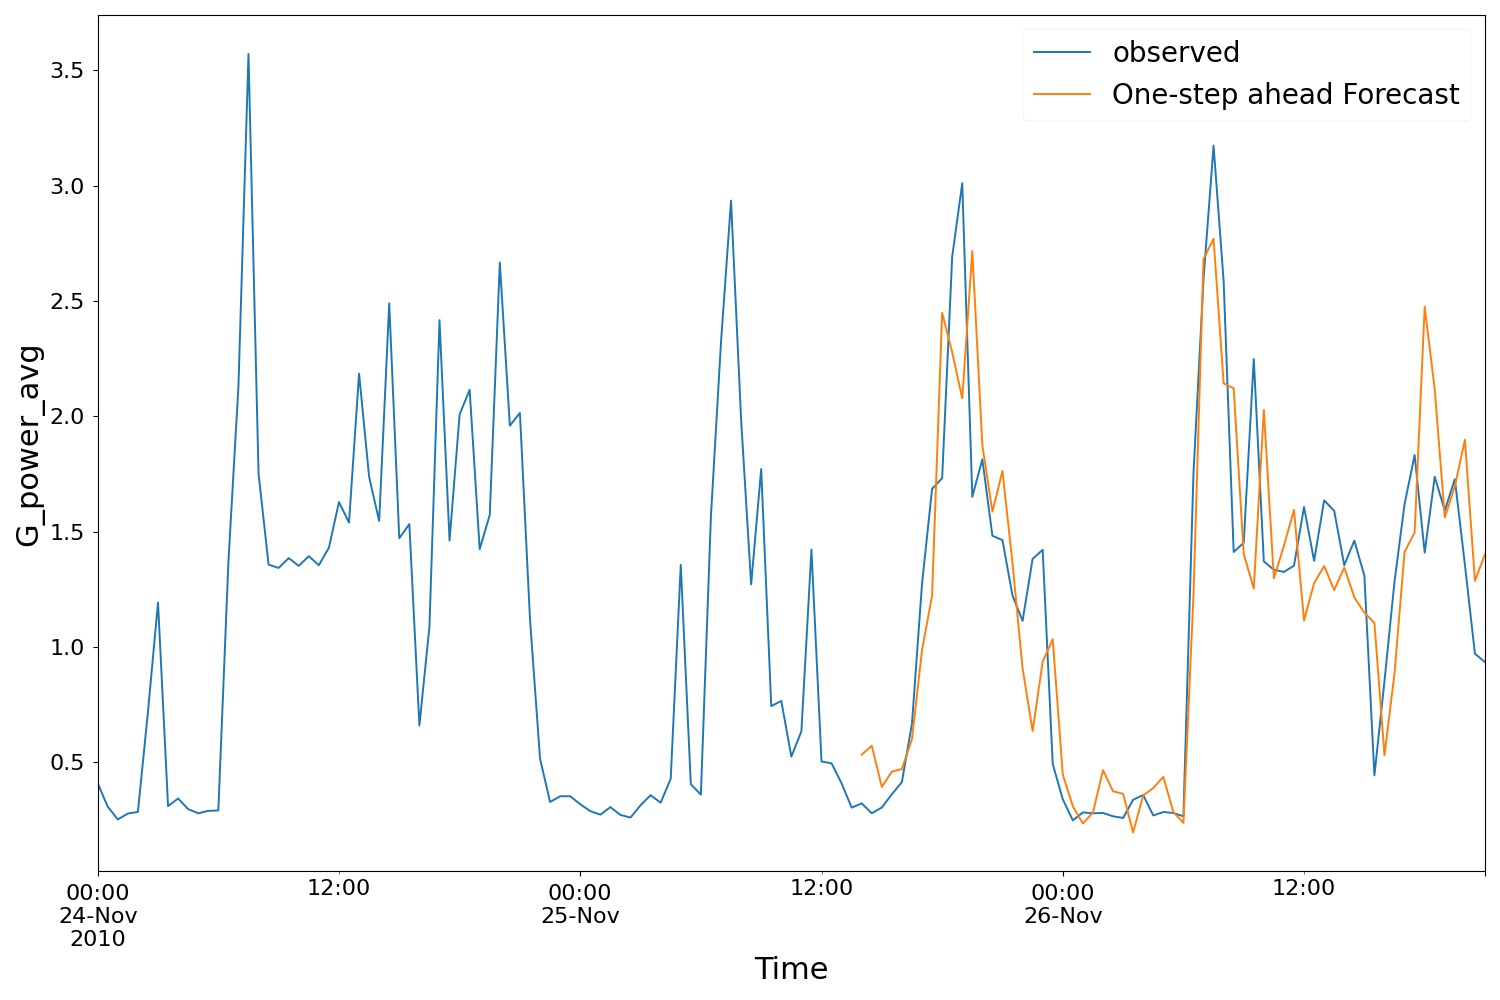 observed
One-step ahead Forecast
3.5
3.0
2.5
2.0
1.5
1.0
0.5
G_power_avg
00:00 12:00 00:00 12:00 00:00 12:00
24-Nov 25-Nov 26-Nov
2010
Time